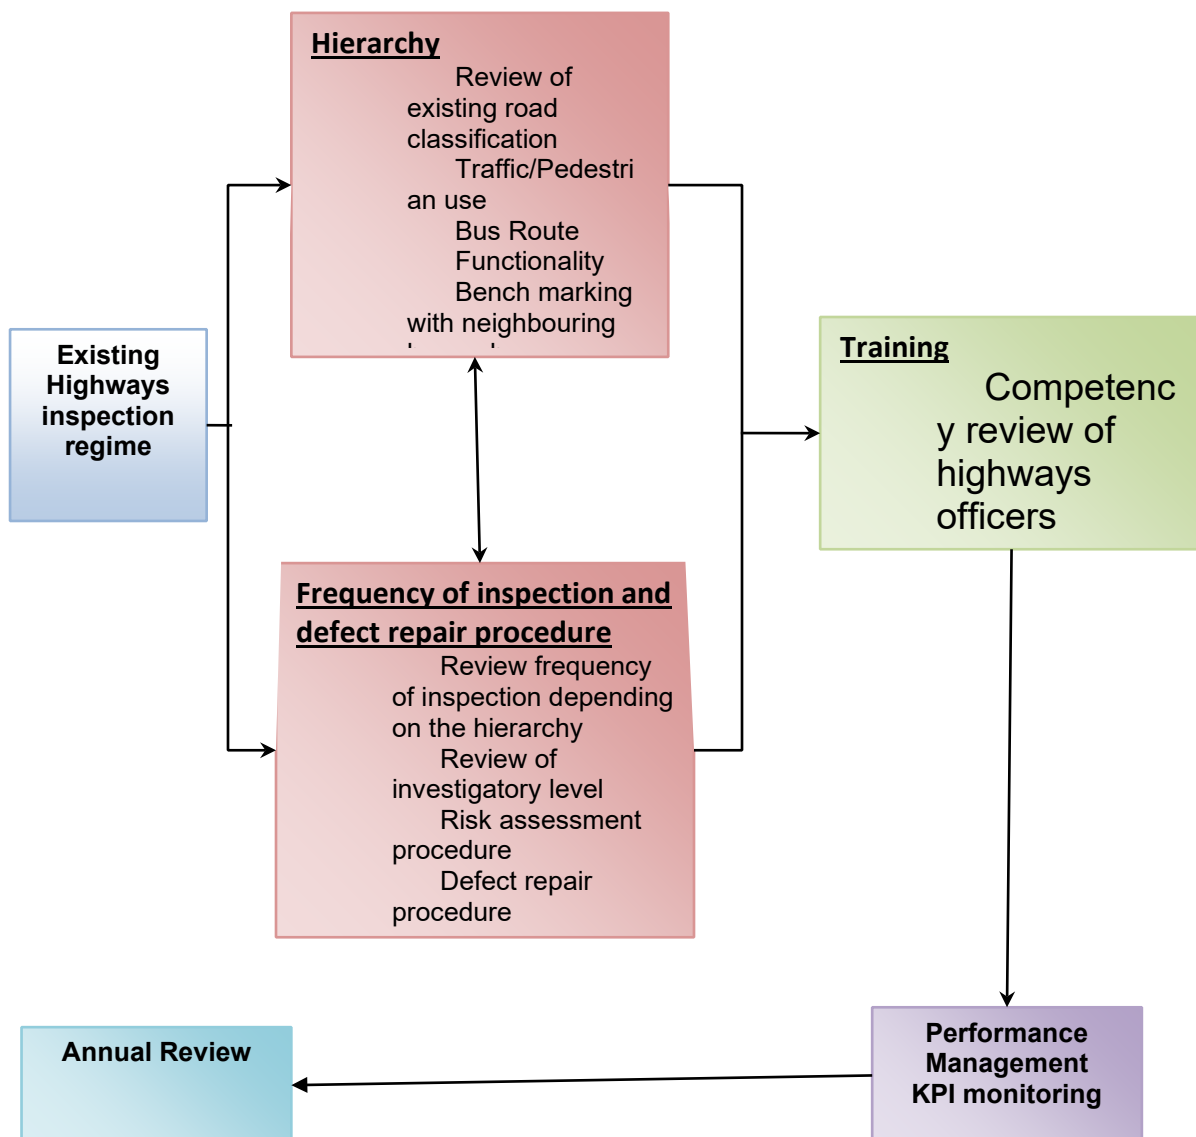 Hierarchy
Review of
existing road
classification
Traffic/Pedestri
an use
Bus Route
Functionality
Bench marking
with neighbouring
Existing
Highways
inspection
regime
Training
Competenc
y review of
highways
officers
Frequency of inspection and
defect repair procedure
Review frequency
of inspection depending
on the hierarchy
Review of
investigatory level
Risk assessment
procedure
Defect repair
procedure
Performance
Management
KPI monitoring
Annual Review